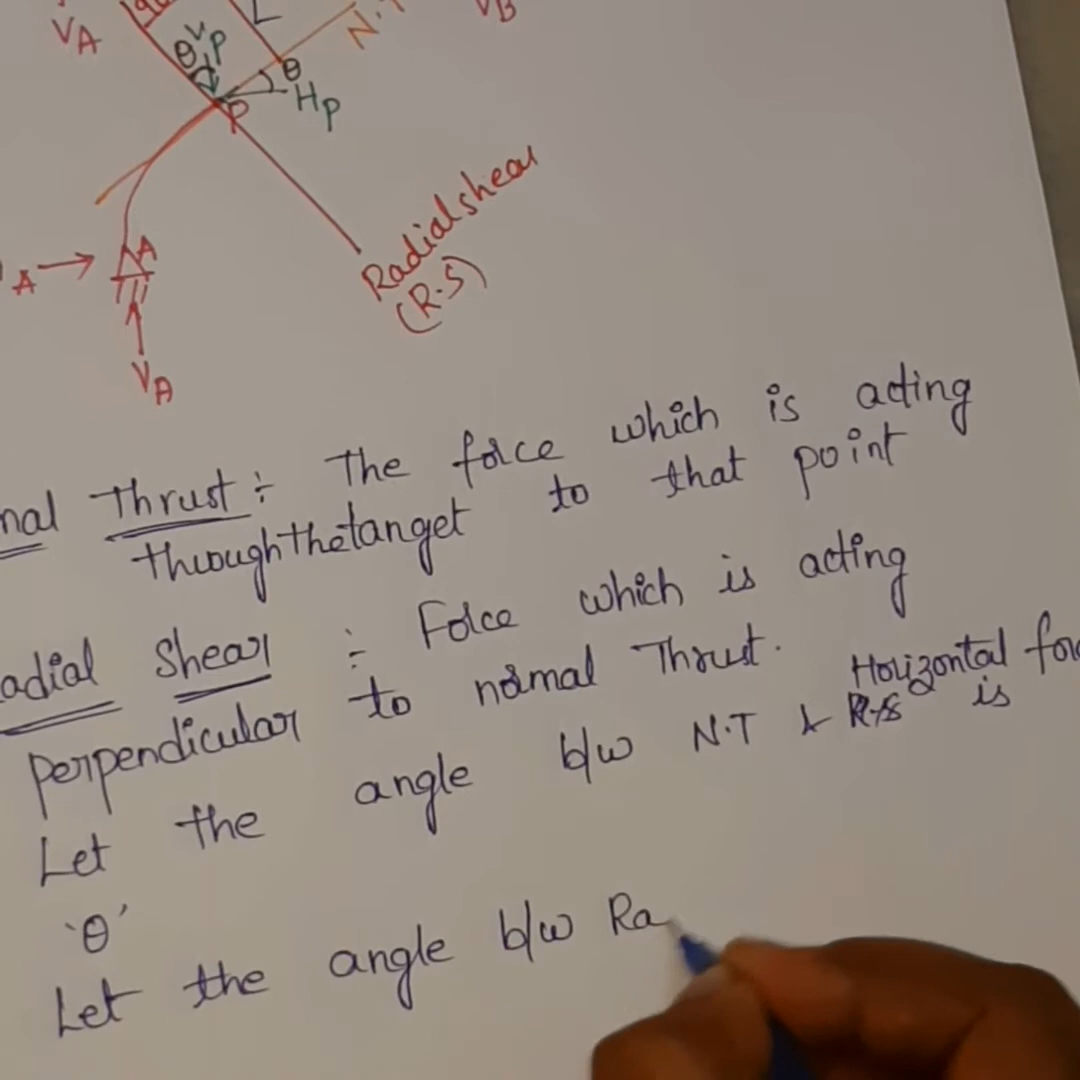 VA
90
L
N.T
VB
θ
VP
θ
HP
P
Radial shear
(R.S)
A
A
VA
nal Thrust :- The force which is acting
through the tanget to that point
adial Shear :- Force which is acting
perpendicular to normal Thrust.
Horizontal for
Let the angle b/w N.T & R.S is
'θ'
Let the angle b/w Ra